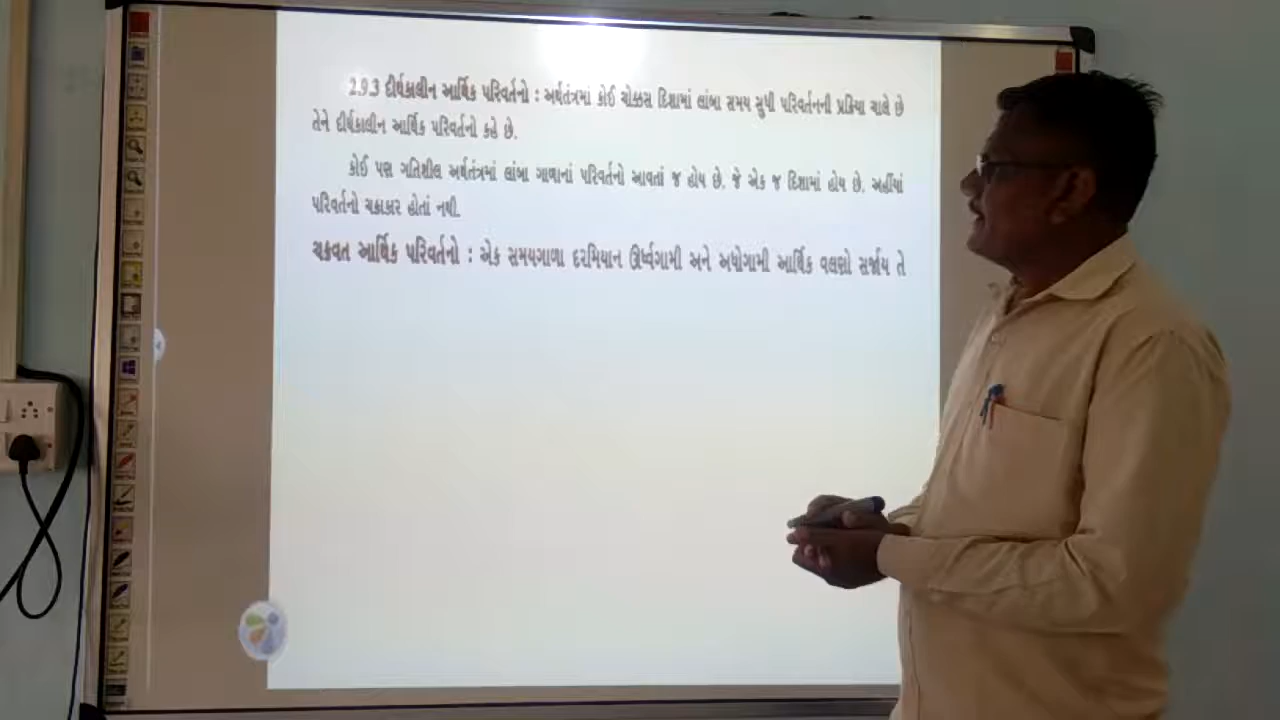 2.9.3 દીર્ઘકાલીન આર્થિક પરિવર્તનો : અર્થતંત્રમાં કોઈ ચોક્કસ દિશામાં લાંબા સમય સુધી પરિવર્તનની પ્રક્રિયા ચાલે છે
તેને દીર્ઘકાલીન આર્થિક પરિવર્તનો કહે છે.
કોઈ પણ ગતિશીલ અર્થતંત્રમાં લાંબા ગાળાનાં પરિવર્તનો આવતાં જ હોય છે. જે એક જ દિશામાં હોય છે. અહીંયાં
પરિવર્તનો ચક્રાકાર હોતાં નથી.
ચક્રવત આર્થિક પરિવર્તનો : એક સમયગાળા દરમિયાન ઊર્ધ્વગામી અને અધોગામી આર્થિક વલણો સર્જાય તે